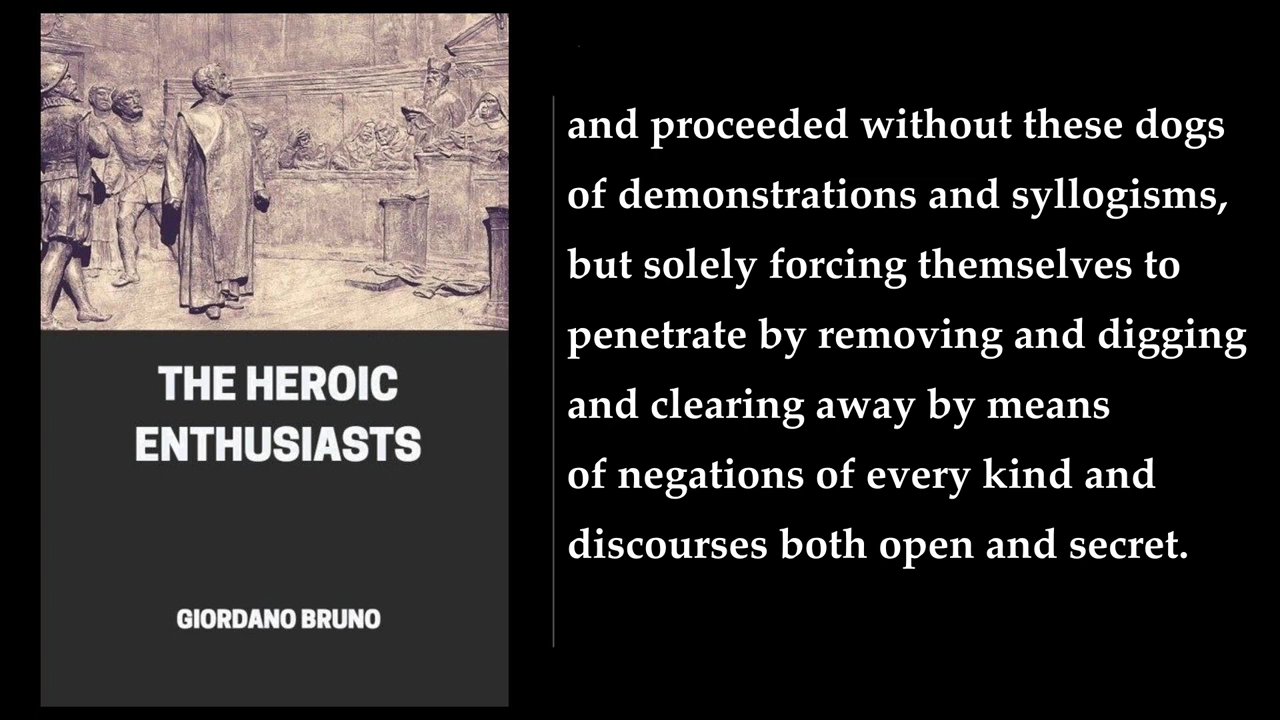 THE HEROIC
ENTHUSIASTS
GIORDANO BRUNO
and proceeded without these dogs
of demonstrations and syllogisms,
but solely forcing themselves to
penetrate by removing and digging
and clearing away by means
of negations of every kind and
discourses both open and secret.